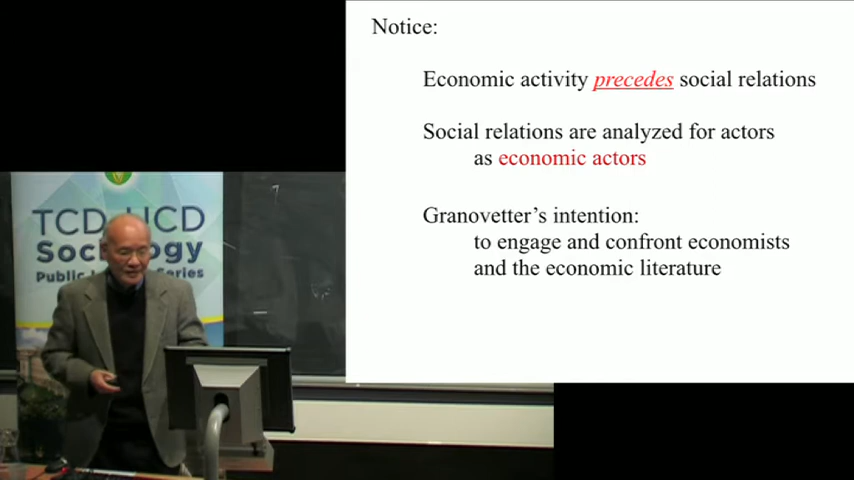 Notice:
Economic activity precedes social relations
Social relations are analyzed for actors
as economic actors
Granovetter's intention:
to engage and confront economists
and the economic literature
TCD-UCD
Sociology
Public Lecture Series